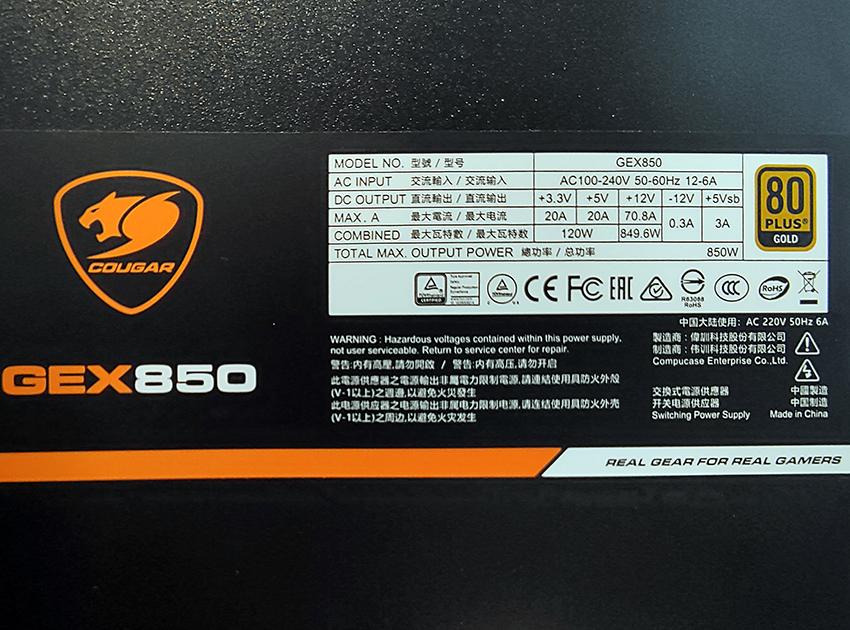 COUGAR
GEX850
MODEL NO. 型號 / 型号 GEX850
AC INPUT 交流輸入 / 交流输入 AC100-240V 50-60Hz 12-6A
DC OUTPUT 直流輸出 / 直流输出 +3.3V +5V +12V -12V +5Vsb
MAX. A 最大電流 / 最大电流 20A 20A 70.8A 0.3A 3A
COMBINED 最大瓦特數 / 最大瓦特数 120W 849.6W
TOTAL MAX. OUTPUT POWER 總功率 / 总功率 850W
80
PLUS®
GOLD
CE FC EAC
R63088
RoHS
CCC
RoHS
中国大陆使用: AC 220V 50Hz 6A
WARNING : Hazardous voltages contained within this power supply,
not user serviceable. Return to service center for repair.
警告:内有高壓,請勿開啟 / 警告:内有高压,请勿开启
此電源供應器之電源輸出非屬電力限制電源,請連結使用具防火外殼
(V-1以上)之週邊,以避免火災發生
此电源供应器之电源输出非属电力限制电源,请连结使用具防火外壳
(V-1以上)之周边,以避免火灾发生
製造商 : 偉訓科技股份有限公司
制造商 : 伟训科技股份有限公司
Compucase Enterprise Co.,Ltd.
交換式電源供應器
开关电源供应器
Switching Power Supply
中國製造
中国制造
Made in China
REAL GEAR FOR REAL GAMERS